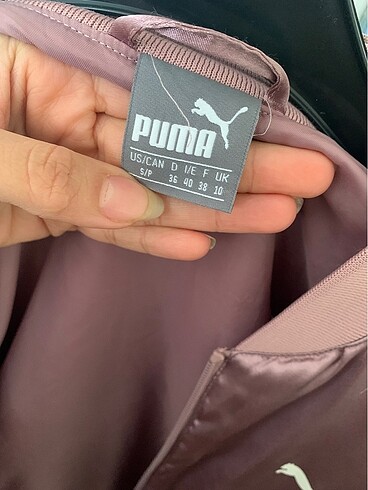 PUMA
US/CAN D I/E F UK
S/P 36 40 38 10